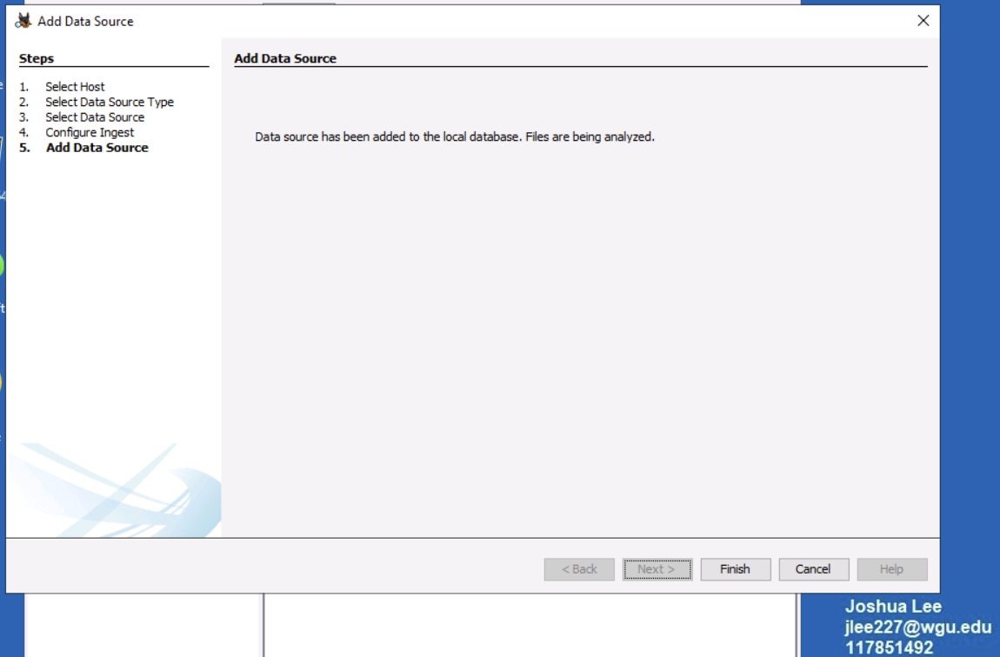 Add Data Source
Steps
1. Select Host
2. Select Data Source Type
3. Select Data Source
4. Configure Ingest
5. Add Data Source
Add Data Source
Data source has been added to the local database. Files are being analyzed.
< Back
Next >
Finish
Cancel
Help
Joshua Lee
jlee227@wgu.edu
117851492